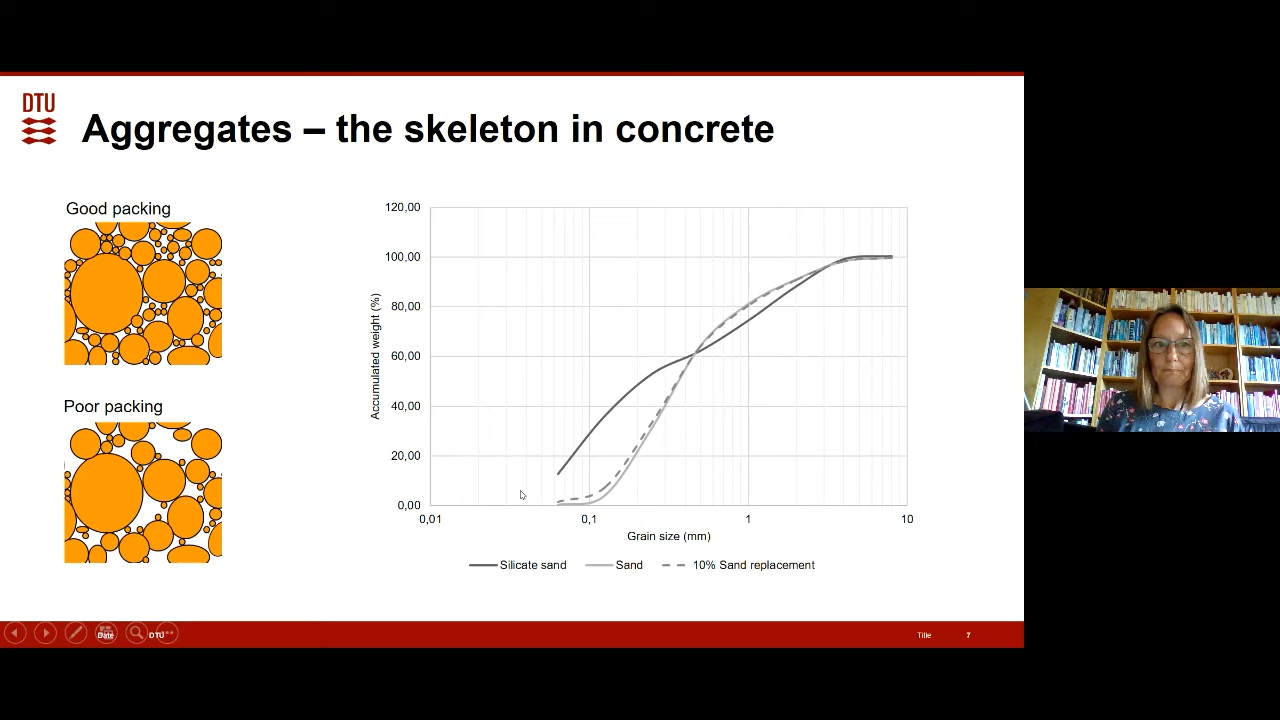 DTU
Aggregates – the skeleton in concrete
Good packing
Poor packing
120,00
100,00
80,00
60,00
40,00
20,00
0,00
Accumulated weight (%)
0,01
0,1
1
10
Grain size (mm)
Silicate sand
Sand
10% Sand replacement
Date
DTU
Title
7